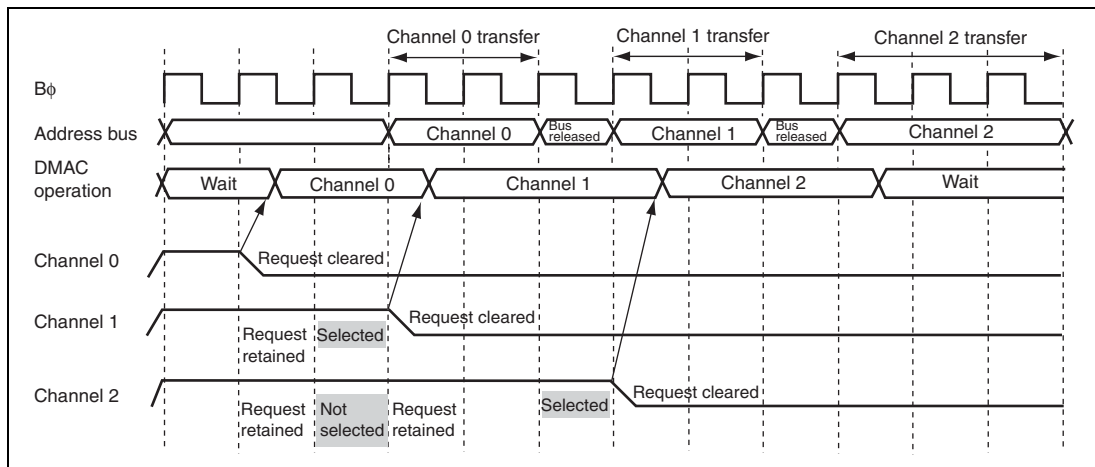 Channel 0 transfer
Channel 1 transfer
Channel 2 transfer
Bϕ
Address bus
Channel 0
Bus
released
Channel 1
Bus
released
Channel 2
DMAC
operation
Wait
Channel 0
Channel 1
Channel 2
Wait
Channel 0
Request cleared
Channel 1
Request
retained
Selected
Request cleared
Channel 2
Request
retained
Not
selected
Request
retained
Selected
Request cleared